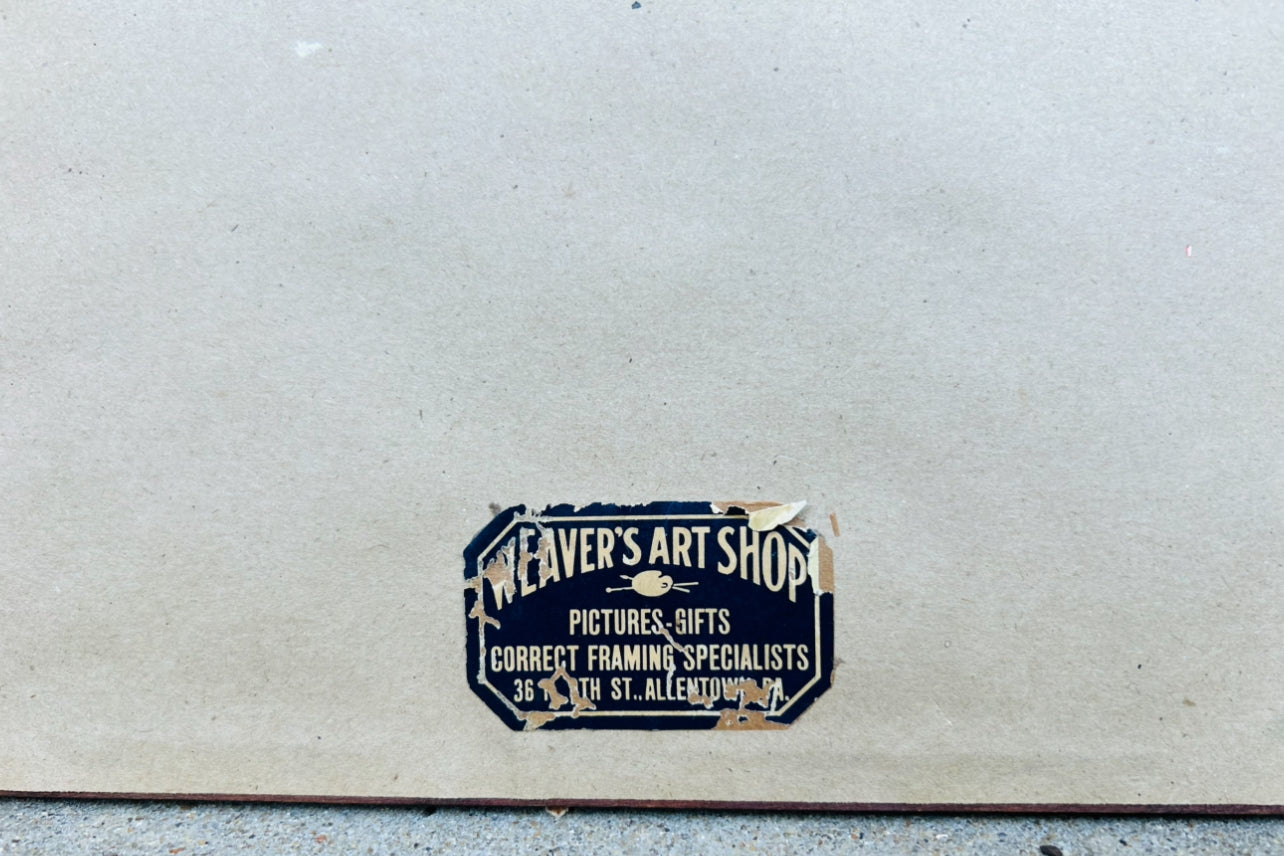 WEAVER'S ART SHOP
PICTURES-GIFTS
CORRECT FRAMING SPECIALISTS
36 ST., ALLENTOWN, PA.